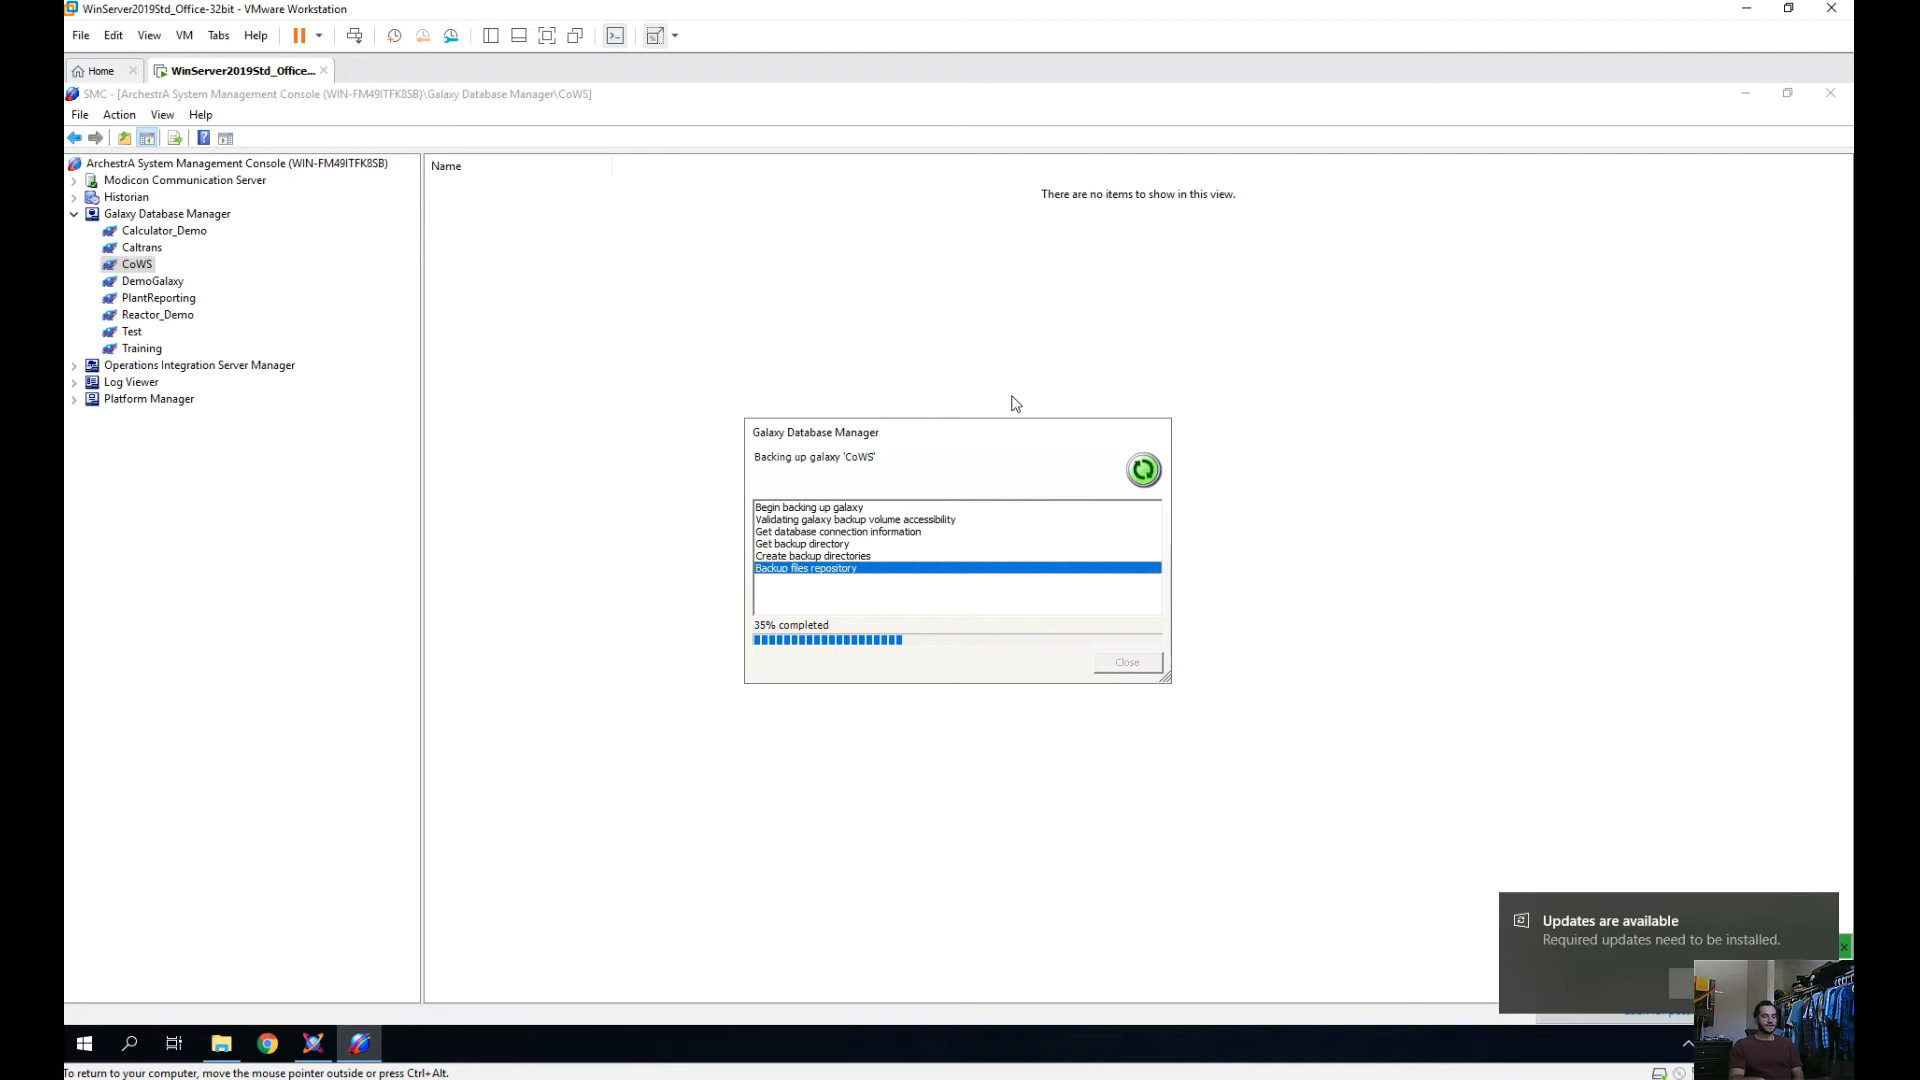 WinServer2019Std_Office-32bit - VMware Workstation
File Edit View VM Tabs Help
Home WinServer2019Std_Office...
SMC - [ArchestrA System Management Console (WIN-FM49ITFK8SB)\Galaxy Database Manager\CoWS]
File Action View Help
ArchestrA System Management Console (WIN-FM49ITFK8SB)
Modicon Communication Server
Historian
Galaxy Database Manager
Calculator_Demo
Caltrans
CoWS
DemoGalaxy
PlantReporting
Reactor_Demo
Test
Training
Operations Integration Server Manager
Log Viewer
Platform Manager
Name
There are no items to show in this view.
Galaxy Database Manager
Backing up galaxy 'CoWS'
Begin backing up galaxy
Validating galaxy backup volume accessibility
Get database connection information
Get backup directory
Create backup directories
Backup files repository
35% completed
Close
Updates are available
Required updates need to be installed.
To return to your computer, move the mouse pointer outside or press Ctrl+Alt.